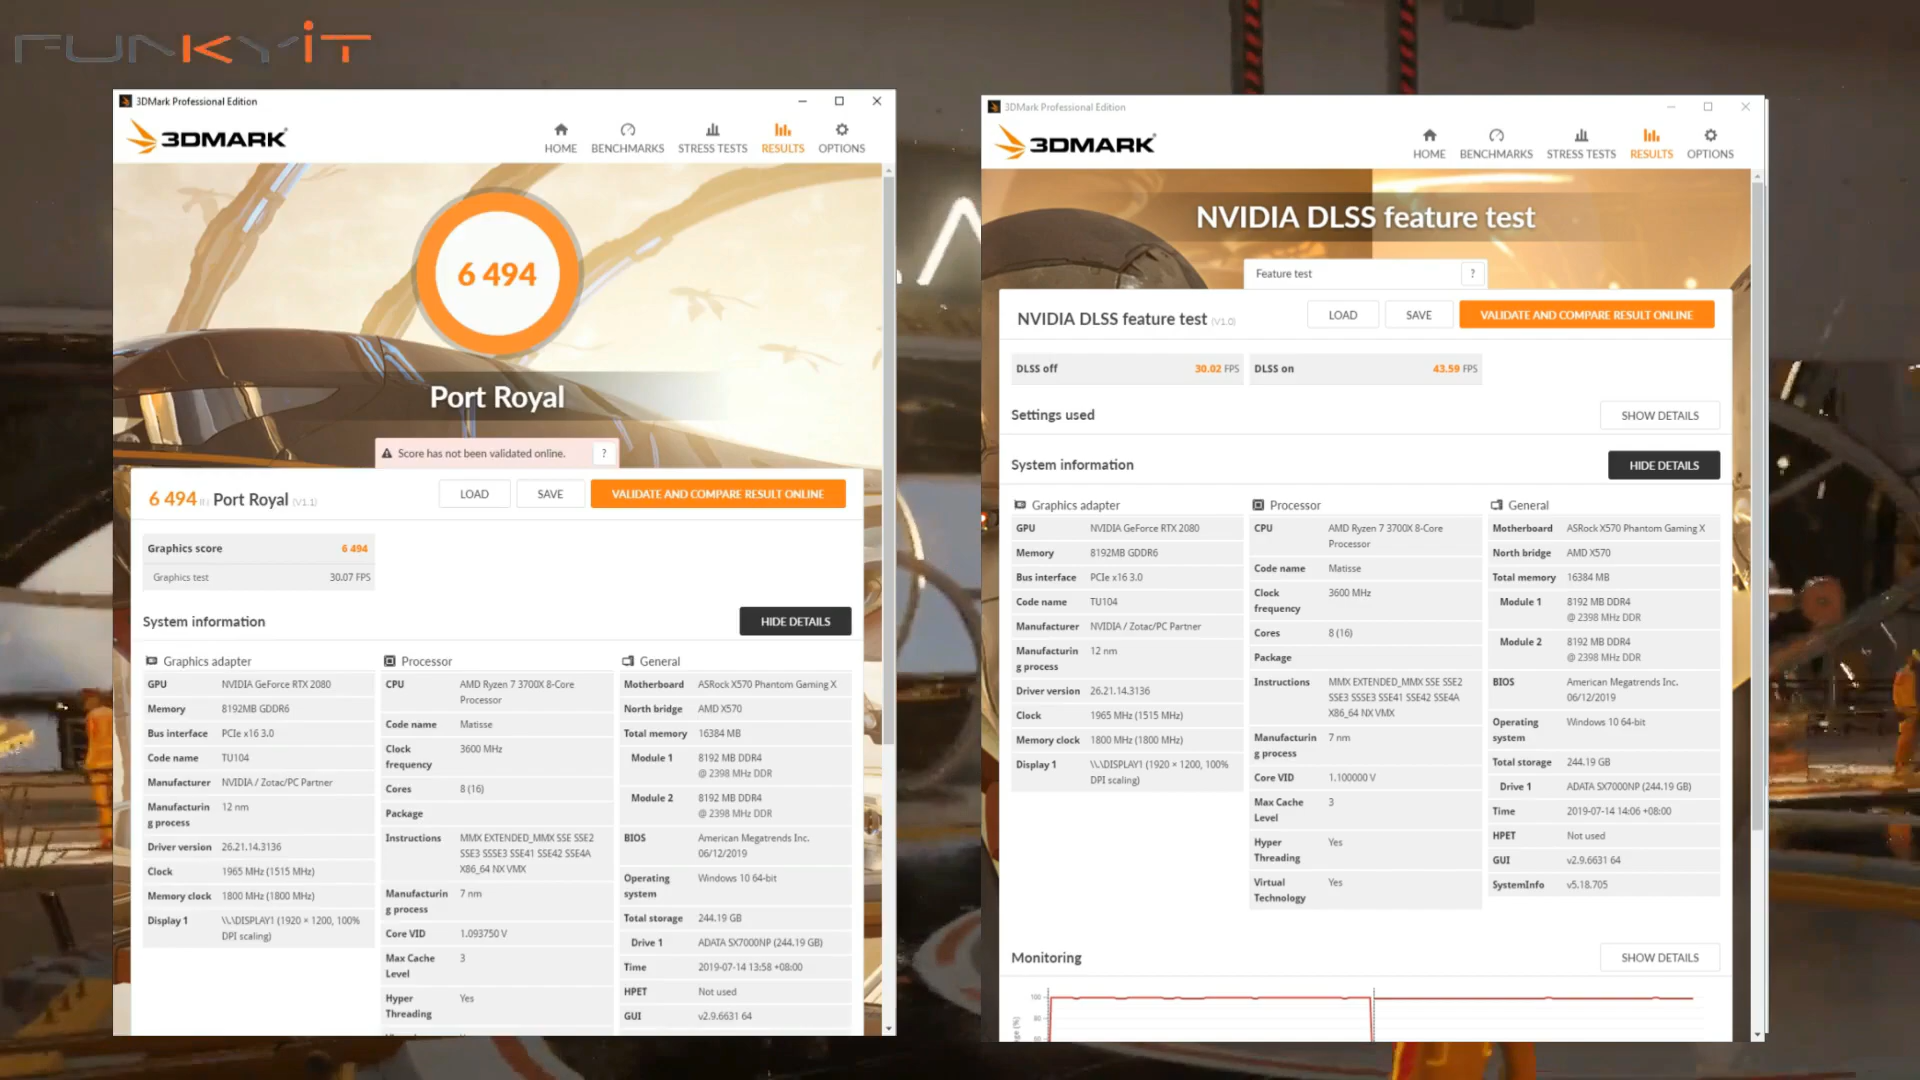 FUNKYiT
3DMark Professional Edition
3DMARK
HOME BENCHMARKS STRESS TESTS RESULTS OPTIONS
6 494
Port Royal
Score has not been validated online. ?
6 494 Port Royal (V1.1)
LOAD SAVE VALIDATE AND COMPARE RESULT ONLINE
Graphics score 6 494
Graphics test 30.07 FPS
System information HIDE DETAILS
Graphics adapter
GPU NVIDIA GeForce RTX 2080
Memory 8192MB GDDR6
Bus interface PCIe x16 3.0
Code name TU104
Manufacturer NVIDIA / Zotac/PC Partner
Manufacturin 12 nm
g process
Driver version 26.21.14.3136
Clock 1965 MHz (1515 MHz)
Memory clock 1800 MHz (1800 MHz)
Display 1 \\.\DISPLAY1 (1920 × 1200, 100%
DPI scaling)
Processor
CPU AMD Ryzen 7 3700X 8-Core
Processor
Code name Matisse
Clock 3600 MHz
frequency
Cores 8 (16)
Package
Instructions MMX EXTENDED_MMX SSE SSE2
SSE3 SSSE3 SSE41 SSE42 SSE4A
X86_64 NX VMX
Manufacturin 7 nm
g process
Core VID 1.093750 V
Max Cache 3
Level
Hyper Yes
Threading
General
Motherboard ASRock X570 Phantom Gaming X
North bridge AMD X570
Total memory 16384 MB
Module 1 8192 MB DDR4
@ 2398 MHz DDR
Module 2 8192 MB DDR4
@ 2398 MHz DDR
BIOS American Megatrends Inc.
06/12/2019
Operating Windows 10 64-bit
system
Total storage 244.19 GB
Drive 1 ADATA SX7000NP (244.19 GB)
Time 2019-07-14 13:58 +08:00
HPET Not used
GUI v2.9.6631 64
3DMark Professional Edition
3DMARK
HOME BENCHMARKS STRESS TESTS RESULTS OPTIONS
NVIDIA DLSS feature test
Feature test ?
NVIDIA DLSS feature test (V1.0)
LOAD SAVE VALIDATE AND COMPARE RESULT ONLINE
DLSS off 30.02 FPS DLSS on 43.59 FPS
Settings used SHOW DETAILS
System information HIDE DETAILS
Graphics adapter
GPU NVIDIA GeForce RTX 2080
Memory 8192MB GDDR6
Bus interface PCIe x16 3.0
Code name TU104
Manufacturer NVIDIA / Zotac/PC Partner
Manufacturin 12 nm
g process
Driver version 26.21.14.3136
Clock 1965 MHz (1515 MHz)
Memory clock 1800 MHz (1800 MHz)
Display 1 \\.\DISPLAY1 (1920 × 1200, 100%
DPI scaling)
Processor
CPU AMD Ryzen 7 3700X 8-Core
Processor
Code name Matisse
Clock 3600 MHz
frequency
Cores 8 (16)
Package
Instructions MMX EXTENDED_MMX SSE SSE2
SSE3 SSSE3 SSE41 SSE42 SSE4A
X86_64 NX VMX
Manufacturin 7 nm
g process
Core VID 1.100000 V
Max Cache 3
Level
Hyper Yes
Threading
Virtual Yes
Technology
General
Motherboard ASRock X570 Phantom Gaming X
North bridge AMD X570
Total memory 16384 MB
Module 1 8192 MB DDR4
@ 2398 MHz DDR
Module 2 8192 MB DDR4
@ 2398 MHz DDR
BIOS American Megatrends Inc.
06/12/2019
Operating Windows 10 64-bit
system
Total storage 244.19 GB
Drive 1 ADATA SX7000NP (244.19 GB)
Time 2019-07-14 14:06 +08:00
HPET Not used
GUI v2.9.6631 64
SystemInfo v5.18.705
Monitoring SHOW DETAILS
100
80